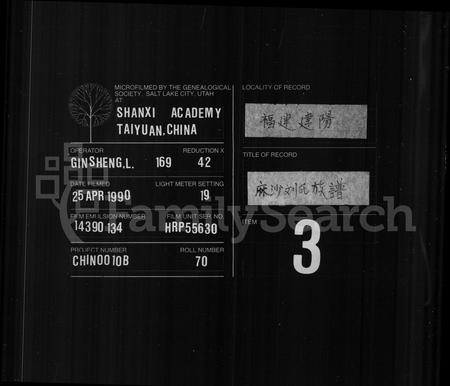 MICROFILMED BY THE GENEALOGICAL
SOCIETY, SALT LAKE CITY, UTAH
AT:
SHANXI ACADEMY
TAIYUAN.CHINA
OPERATOR
REDUCTION X
GINSHENG,L. 169
42
DATE FILMED
LIGHT METER SETTING
25 APR 1990
19
FILM EMULSION NUMBER
FILM UNIT SER. NO.
14390 134
HRP55630
PROJECT NUMBER
ROLL NUMBER
CHIN0010B
70
LOCALITY OF RECORD
福建建陽
TITLE OF RECORD
麻沙刘氏族譜
ITEM
3
FamilySearch